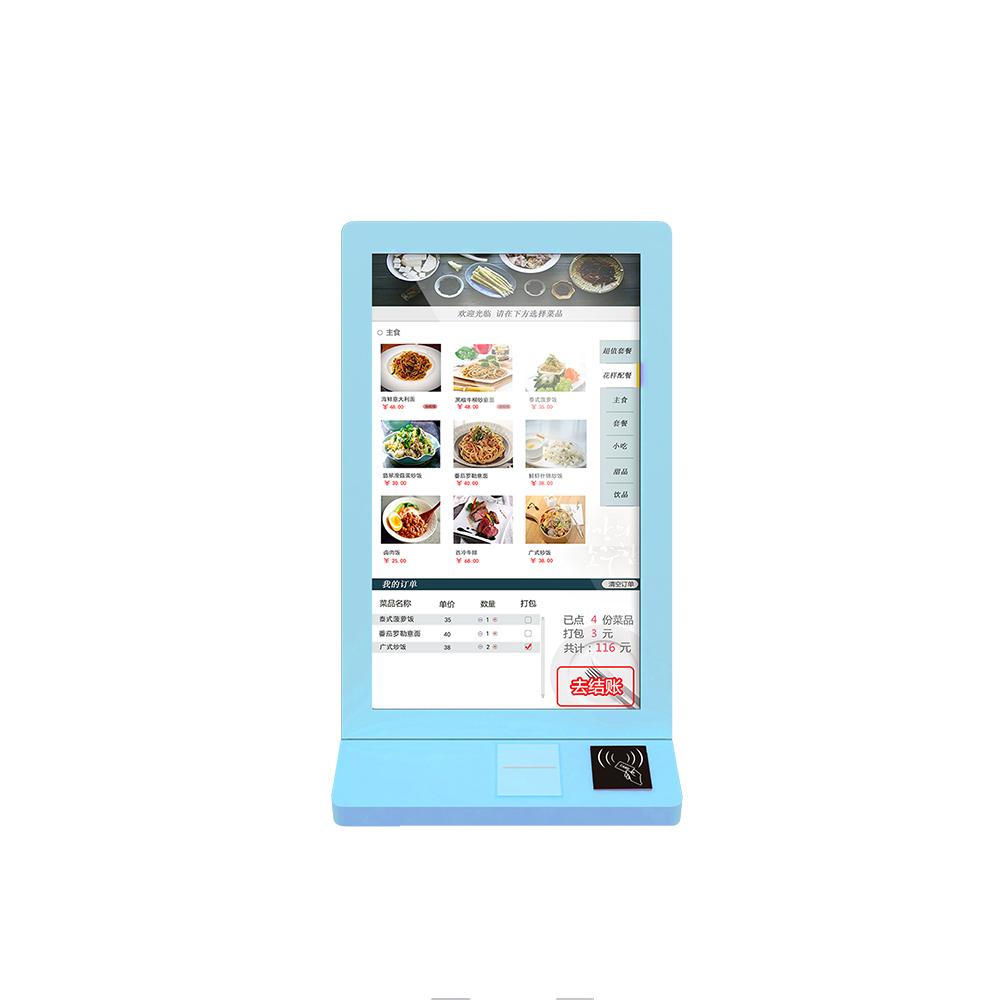 欢迎光临 请在下方选择菜品
主食
海鲜意大利面
¥ 48.00
黑椒牛柳炒意面
¥ 48.00
泰式菠萝饭
¥ 35.00
翡翠滑菇蛋炒饭
¥ 30.00
番茄罗勒意面
¥ 40.00
鲜虾什锦炒饭
¥ 38.00
卤肉饭
¥ 25.00
西冷牛排
¥ 68.00
广式炒饭
¥ 38.00
超值套餐
花样配餐
主食
套餐
小吃
甜品
饮品
我的订单
清空订单
菜品名称 单价 数量 打包
泰式菠萝饭 35 1
番茄罗勒意面 40 1
广式炒饭 38 2
已点 4 份菜品
打包 3 元
共计：116 元
去结账